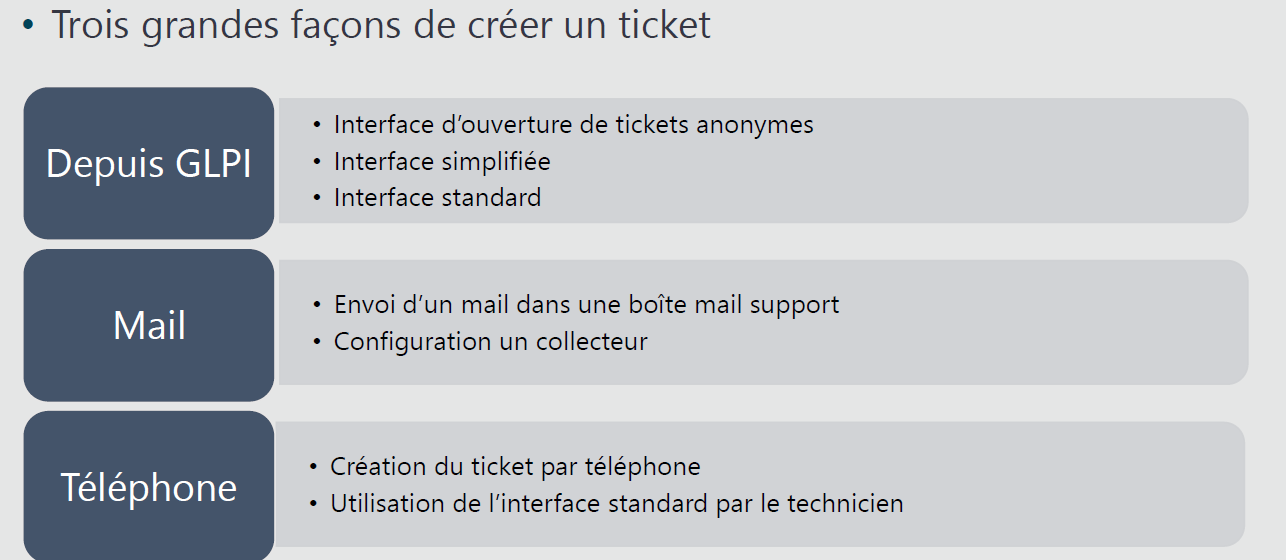 • Trois grandes façons de créer un ticket
Depuis GLPI
• Interface d’ouverture de tickets anonymes
• Interface simplifiée
• Interface standard
Mail
• Envoi d’un mail dans une boîte mail support
• Configuration un collecteur
Téléphone
• Création du ticket par téléphone
• Utilisation de l’interface standard par le technicien